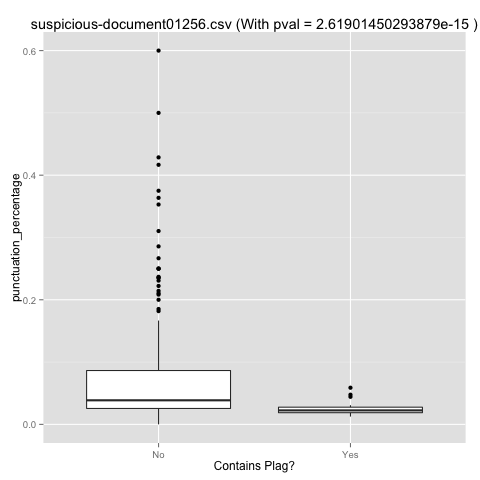 suspicious-document01256.csv (With pval = 2.61901450293879e-15 )
0.6
0.4
punctuation_percentage
0.2
0.0
No Yes
Contains Plag?